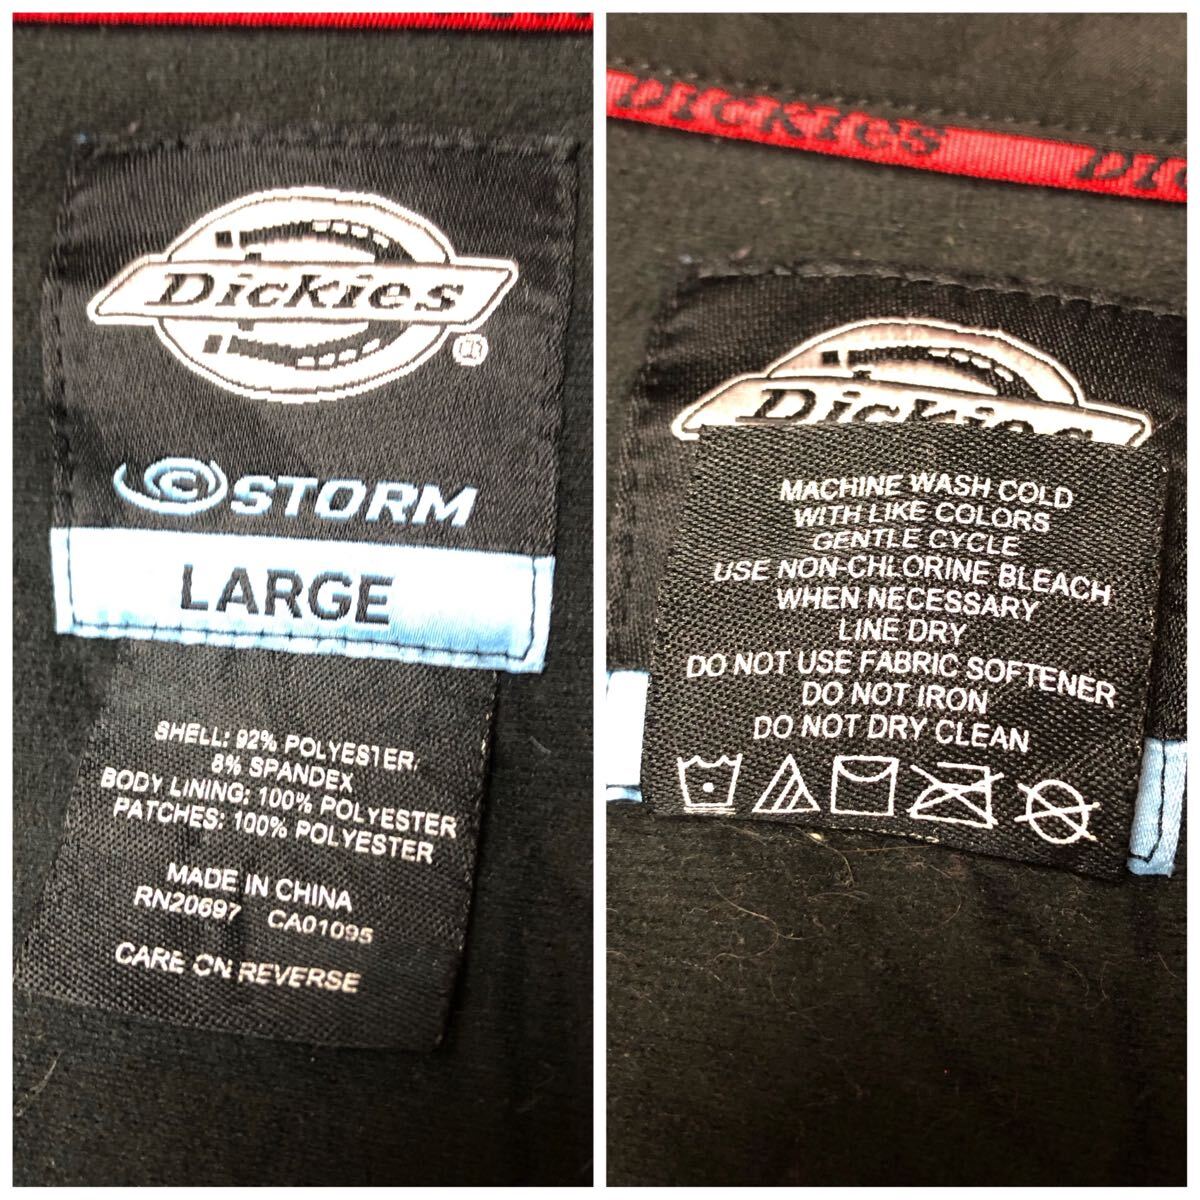 Dickies
®
© STORM
LARGE
SHELL: 92% POLYESTER,
8% SPANDEX
BODY LINING: 100% POLYESTER
PATCHES: 100% POLYESTER
MADE IN CHINA
RN20697 CA01095
CARE ON REVERSE
DICKIES DIC
Dickies
MACHINE WASH COLD
WITH LIKE COLORS
GENTLE CYCLE
USE NON-CHLORINE BLEACH
WHEN NECESSARY
LINE DRY
DO NOT USE FABRIC SOFTENER
DO NOT IRON
DO NOT DRY CLEAN